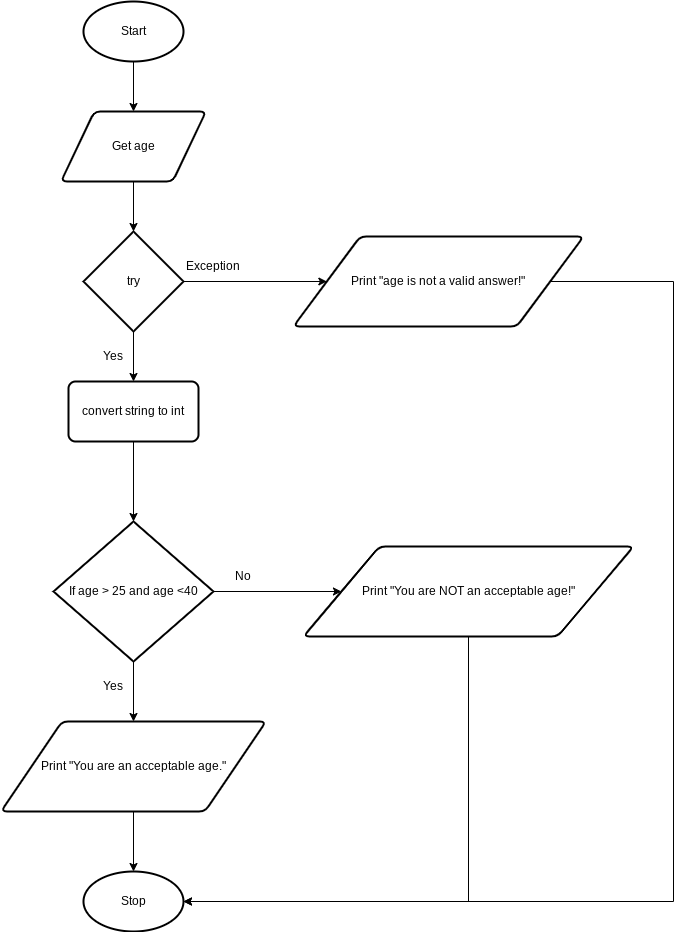 Start
Get age
try
Exception
Print "age is not a valid answer!"
Yes
convert string to int
If age > 25 and age <40
No
Print "You are NOT an acceptable age!"
Yes
Print "You are an acceptable age."
Stop